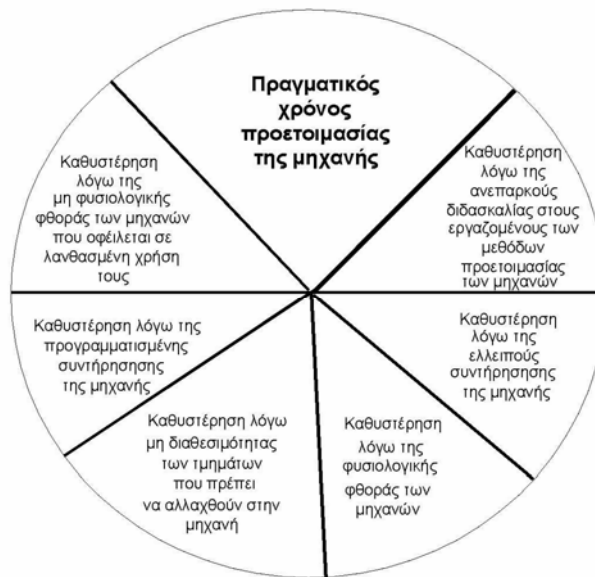 Πραγματικός
χρόνος
προετοιμασίας
της μηχανής
Καθυστέρηση
λόγω της
ανεπαρκούς
διδασκαλίας στους
εργαζομένους των
μεθόδων
προετοιμασίας
των μηχανών
Καθυστέρηση
λόγω της
ελλειπούς
συντήρησησης
της μηχανής
Καθυστέρηση
λόγω της
φυσιολογικής
φθοράς των
μηχανών
Καθυστέρηση λόγω
μη διαθεσιμότητας
των τμημάτων
που πρέπει
να αλλαχθούν στην
μηχανή
Καθυστέρηση λόγω της
προγραμματισμένης
συντήρησησης
της μηχανής
Καθυστέρηση
λόγω της
μη φυσιολογικής
φθοράς των μηχανών
που οφείλεται σε
λανθασμένη χρήση
τους